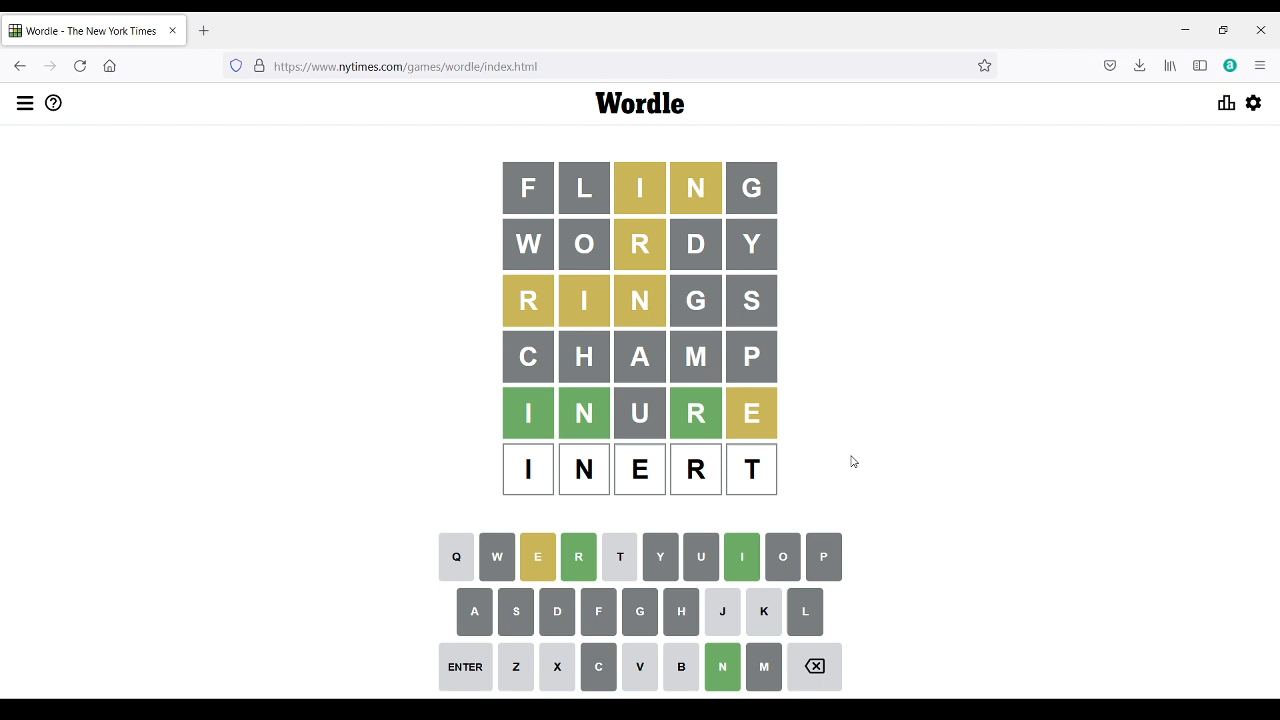 Wordle - The New York Times
https://www.nytimes.com/games/wordle/index.html
a
Wordle
F L I N G
W O R D Y
R I N G S
C H A M P
I N U R E
I N E R T
Q W E R T Y U I O P
A S D F G H J K L
ENTER Z X C V B N M